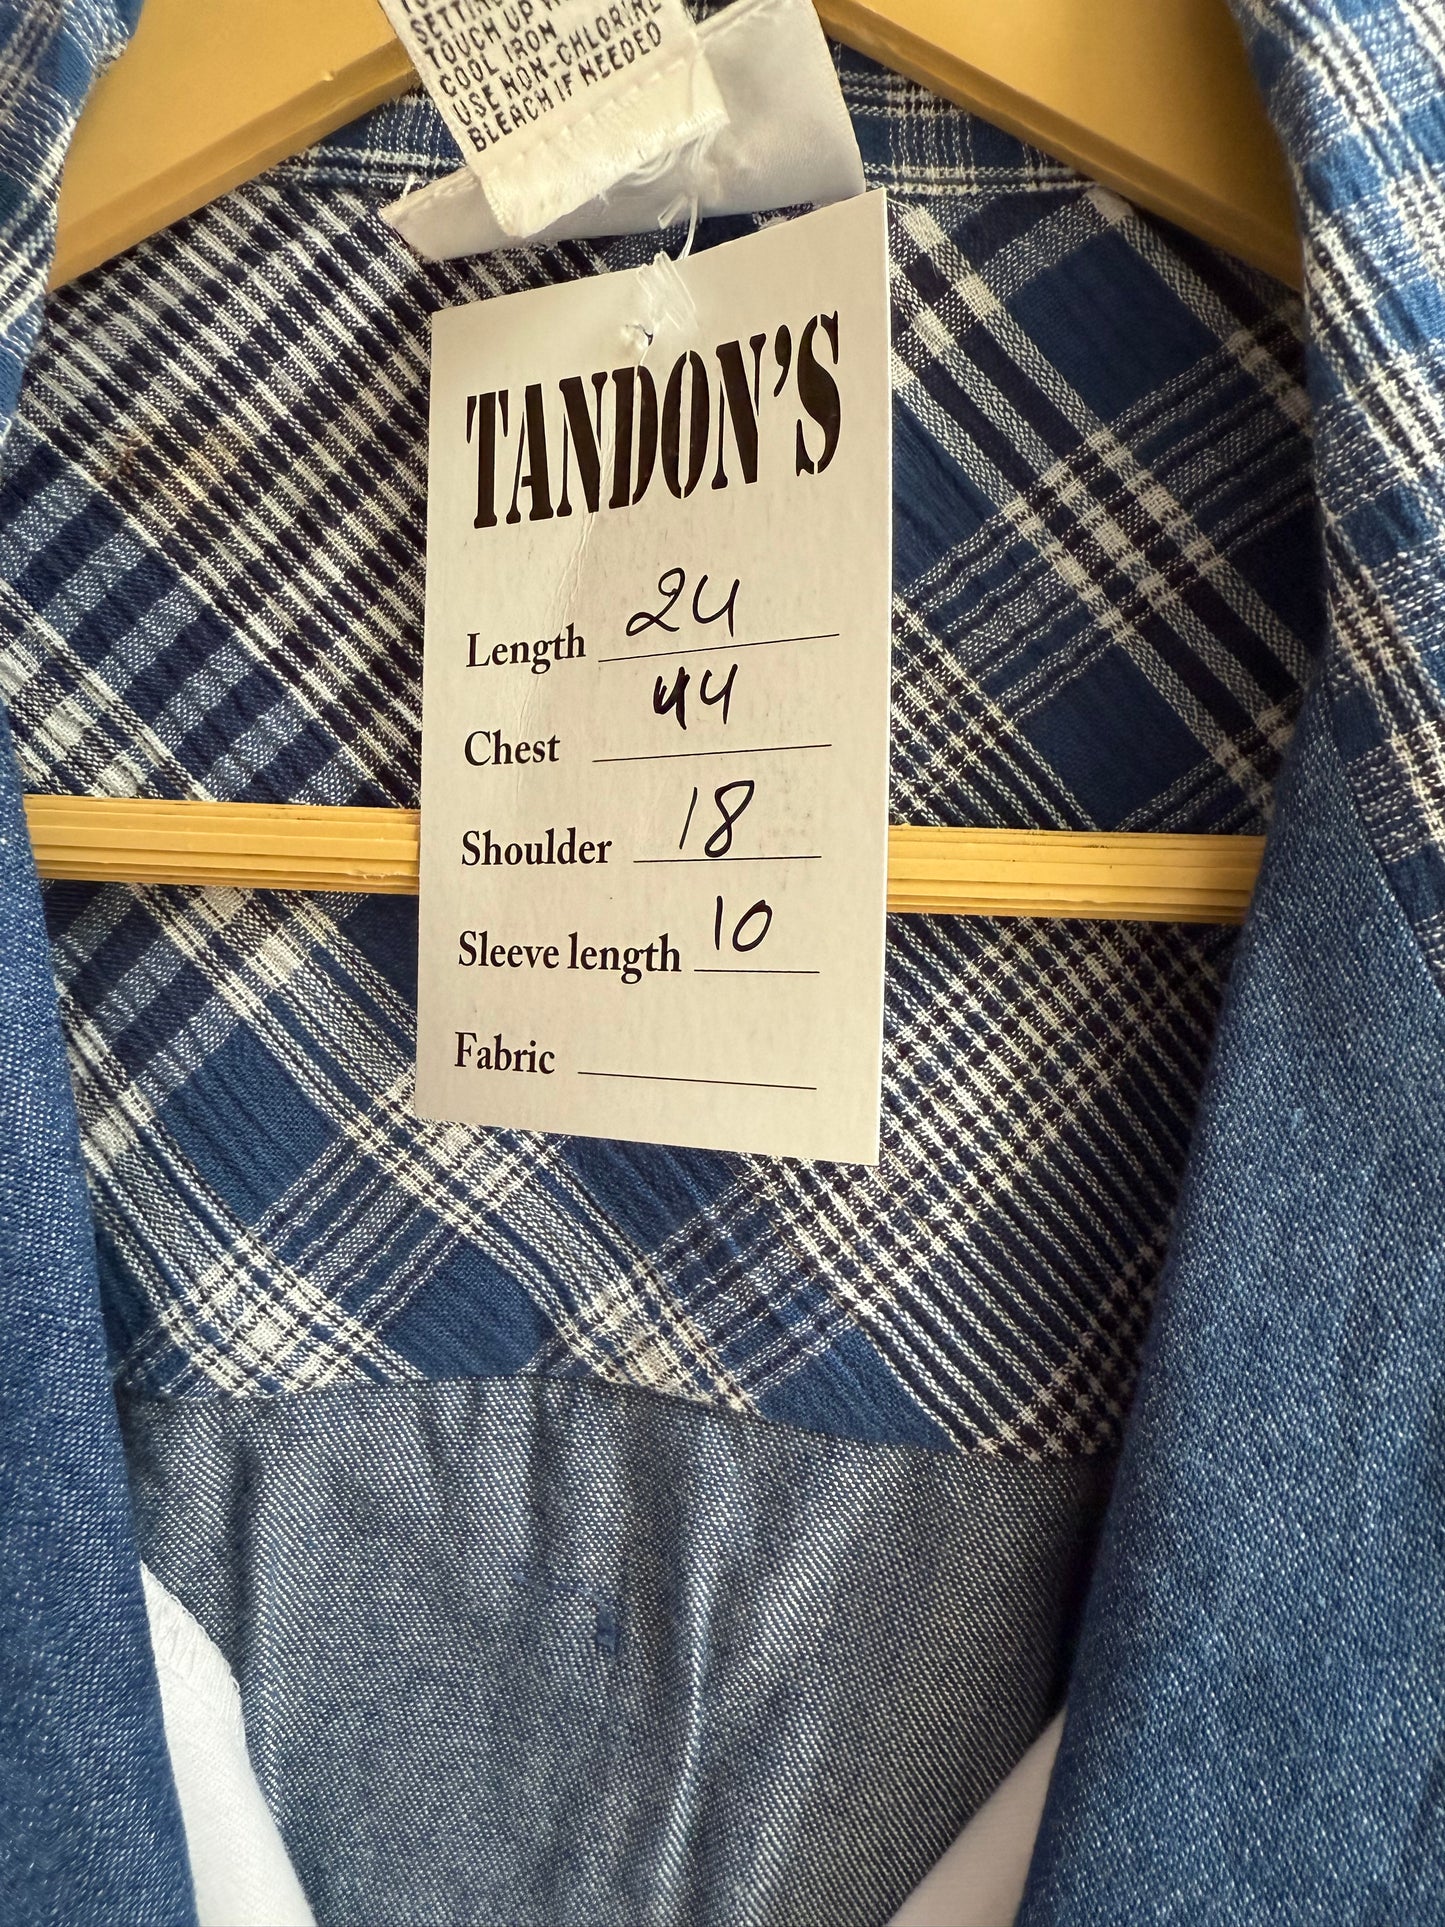 SETTING
TOUCH UP
COOL IRON
USE NON-CHLORINE
BLEACH IF NEEDED
TANDON'S
Length 24
Chest 44
Shoulder 18
Sleeve length 10
Fabric